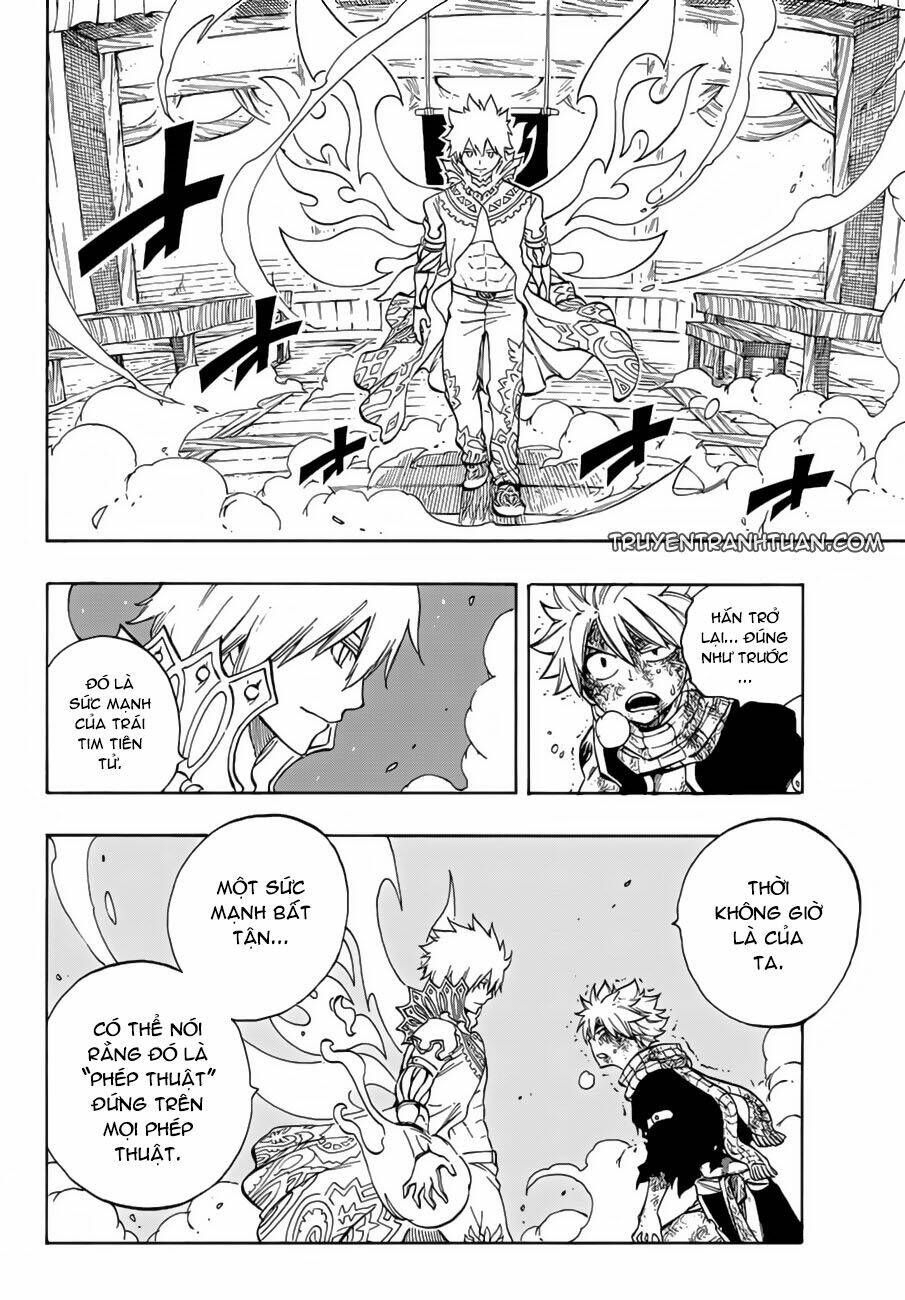 TRUYENTRANHTUAN.COM
HẮN TRỞ
LẠI... ĐÚNG
NHƯ TRƯỚC
...
ĐÓ LÀ
SỨC MẠNH
CỦA TRÁI
TIM TIÊN
TỬ.
THỜI
KHÔNG GIỜ
LÀ CỦA
TA.
MỘT SỨC
MẠNH BẤT
TẬN...
CÓ THỂ NÓI
RẰNG ĐÓ LÀ
“PHÉP THUẬT”
ĐỨNG TRÊN
MỌI PHÉP
THUẬT.